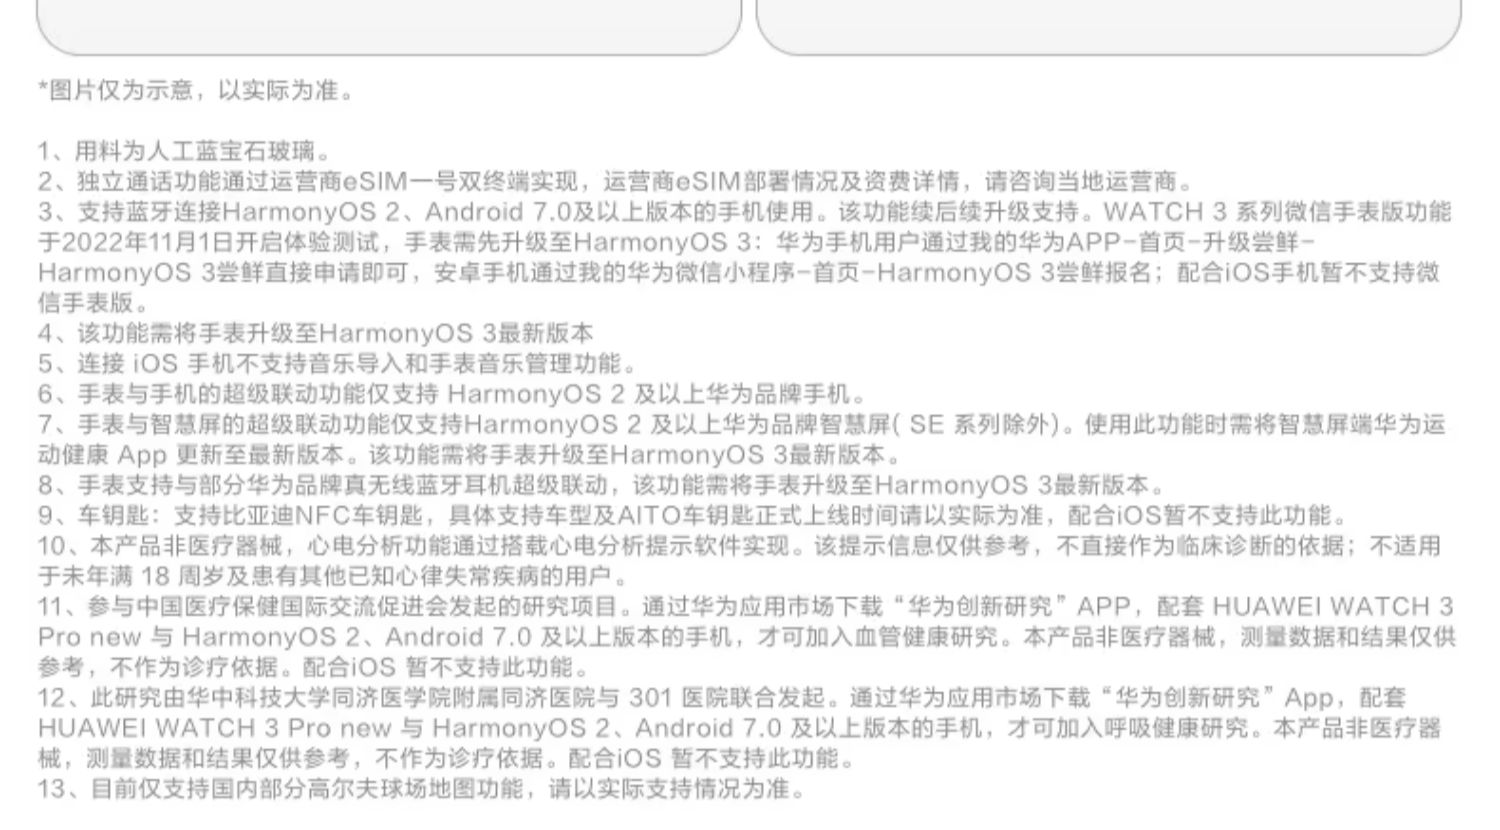 *图片仅为示意，以实际为准。
1、用料为人工蓝宝石玻璃。
2、独立通话功能通过运营商eSIM一号双终端实现，运营商eSIM部署情况及资费详情，请咨询当地运营商。
3、支持蓝牙连接HarmonyOS 2、Android 7.0及以上版本的手机使用。该功能续后续升级支持。WATCH 3 系列微信手表版功能
于2022年11月1日开启体验测试，手表需先升级至HarmonyOS 3：华为手机用户通过我的华为APP-首页-升级尝鲜-
HarmonyOS 3尝鲜直接申请即可，安卓手机通过我的华为微信小程序-首页-HarmonyOS 3尝鲜报名；配合iOS手机暂不支持微
信手表版。
4、该功能需将手表升级至HarmonyOS 3最新版本
5、连接 iOS 手机不支持音乐导入和手表音乐管理功能。
6、手表与手机的超级联动功能仅支持 HarmonyOS 2 及以上华为品牌手机。
7、手表与智慧屏的超级联动功能仅支持HarmonyOS 2 及以上华为品牌智慧屏( SE 系列除外)。使用此功能时需将智慧屏端华为运
动健康 App 更新至最新版本。该功能需将手表升级至HarmonyOS 3最新版本。
8、手表支持与部分华为品牌真无线蓝牙耳机超级联动，该功能需将手表升级至HarmonyOS 3最新版本。
9、车钥匙：支持比亚迪NFC车钥匙，具体支持车型及AITO车钥匙正式上线时间请以实际为准，配合iOS暂不支持此功能。
10、本产品非医疗器械，心电分析功能通过搭载心电分析提示软件实现。该提示信息仅供参考，不直接作为临床诊断的依据；不适用
于未年满 18 周岁及患有其他已知心律失常疾病的用户。
11、参与中国医疗保健国际交流促进会发起的研究项目。通过华为应用市场下载“华为创新研究”APP，配套 HUAWEI WATCH 3
Pro new 与 HarmonyOS 2、Android 7.0 及以上版本的手机，才可加入血管健康研究。本产品非医疗器械，测量数据和结果仅供
参考，不作为诊疗依据。配合iOS 暂不支持此功能。
12、此研究由华中科技大学同济医学院附属同济医院与 301 医院联合发起。通过华为应用市场下载“华为创新研究”App，配套
HUAWEI WATCH 3 Pro new 与 HarmonyOS 2、Android 7.0 及以上版本的手机，才可加入呼吸健康研究。本产品非医疗器
械，测量数据和结果仅供参考，不作为诊疗依据。配合iOS 暂不支持此功能。
13、目前仅支持国内部分高尔夫球场地图功能，请以实际支持情况为准。